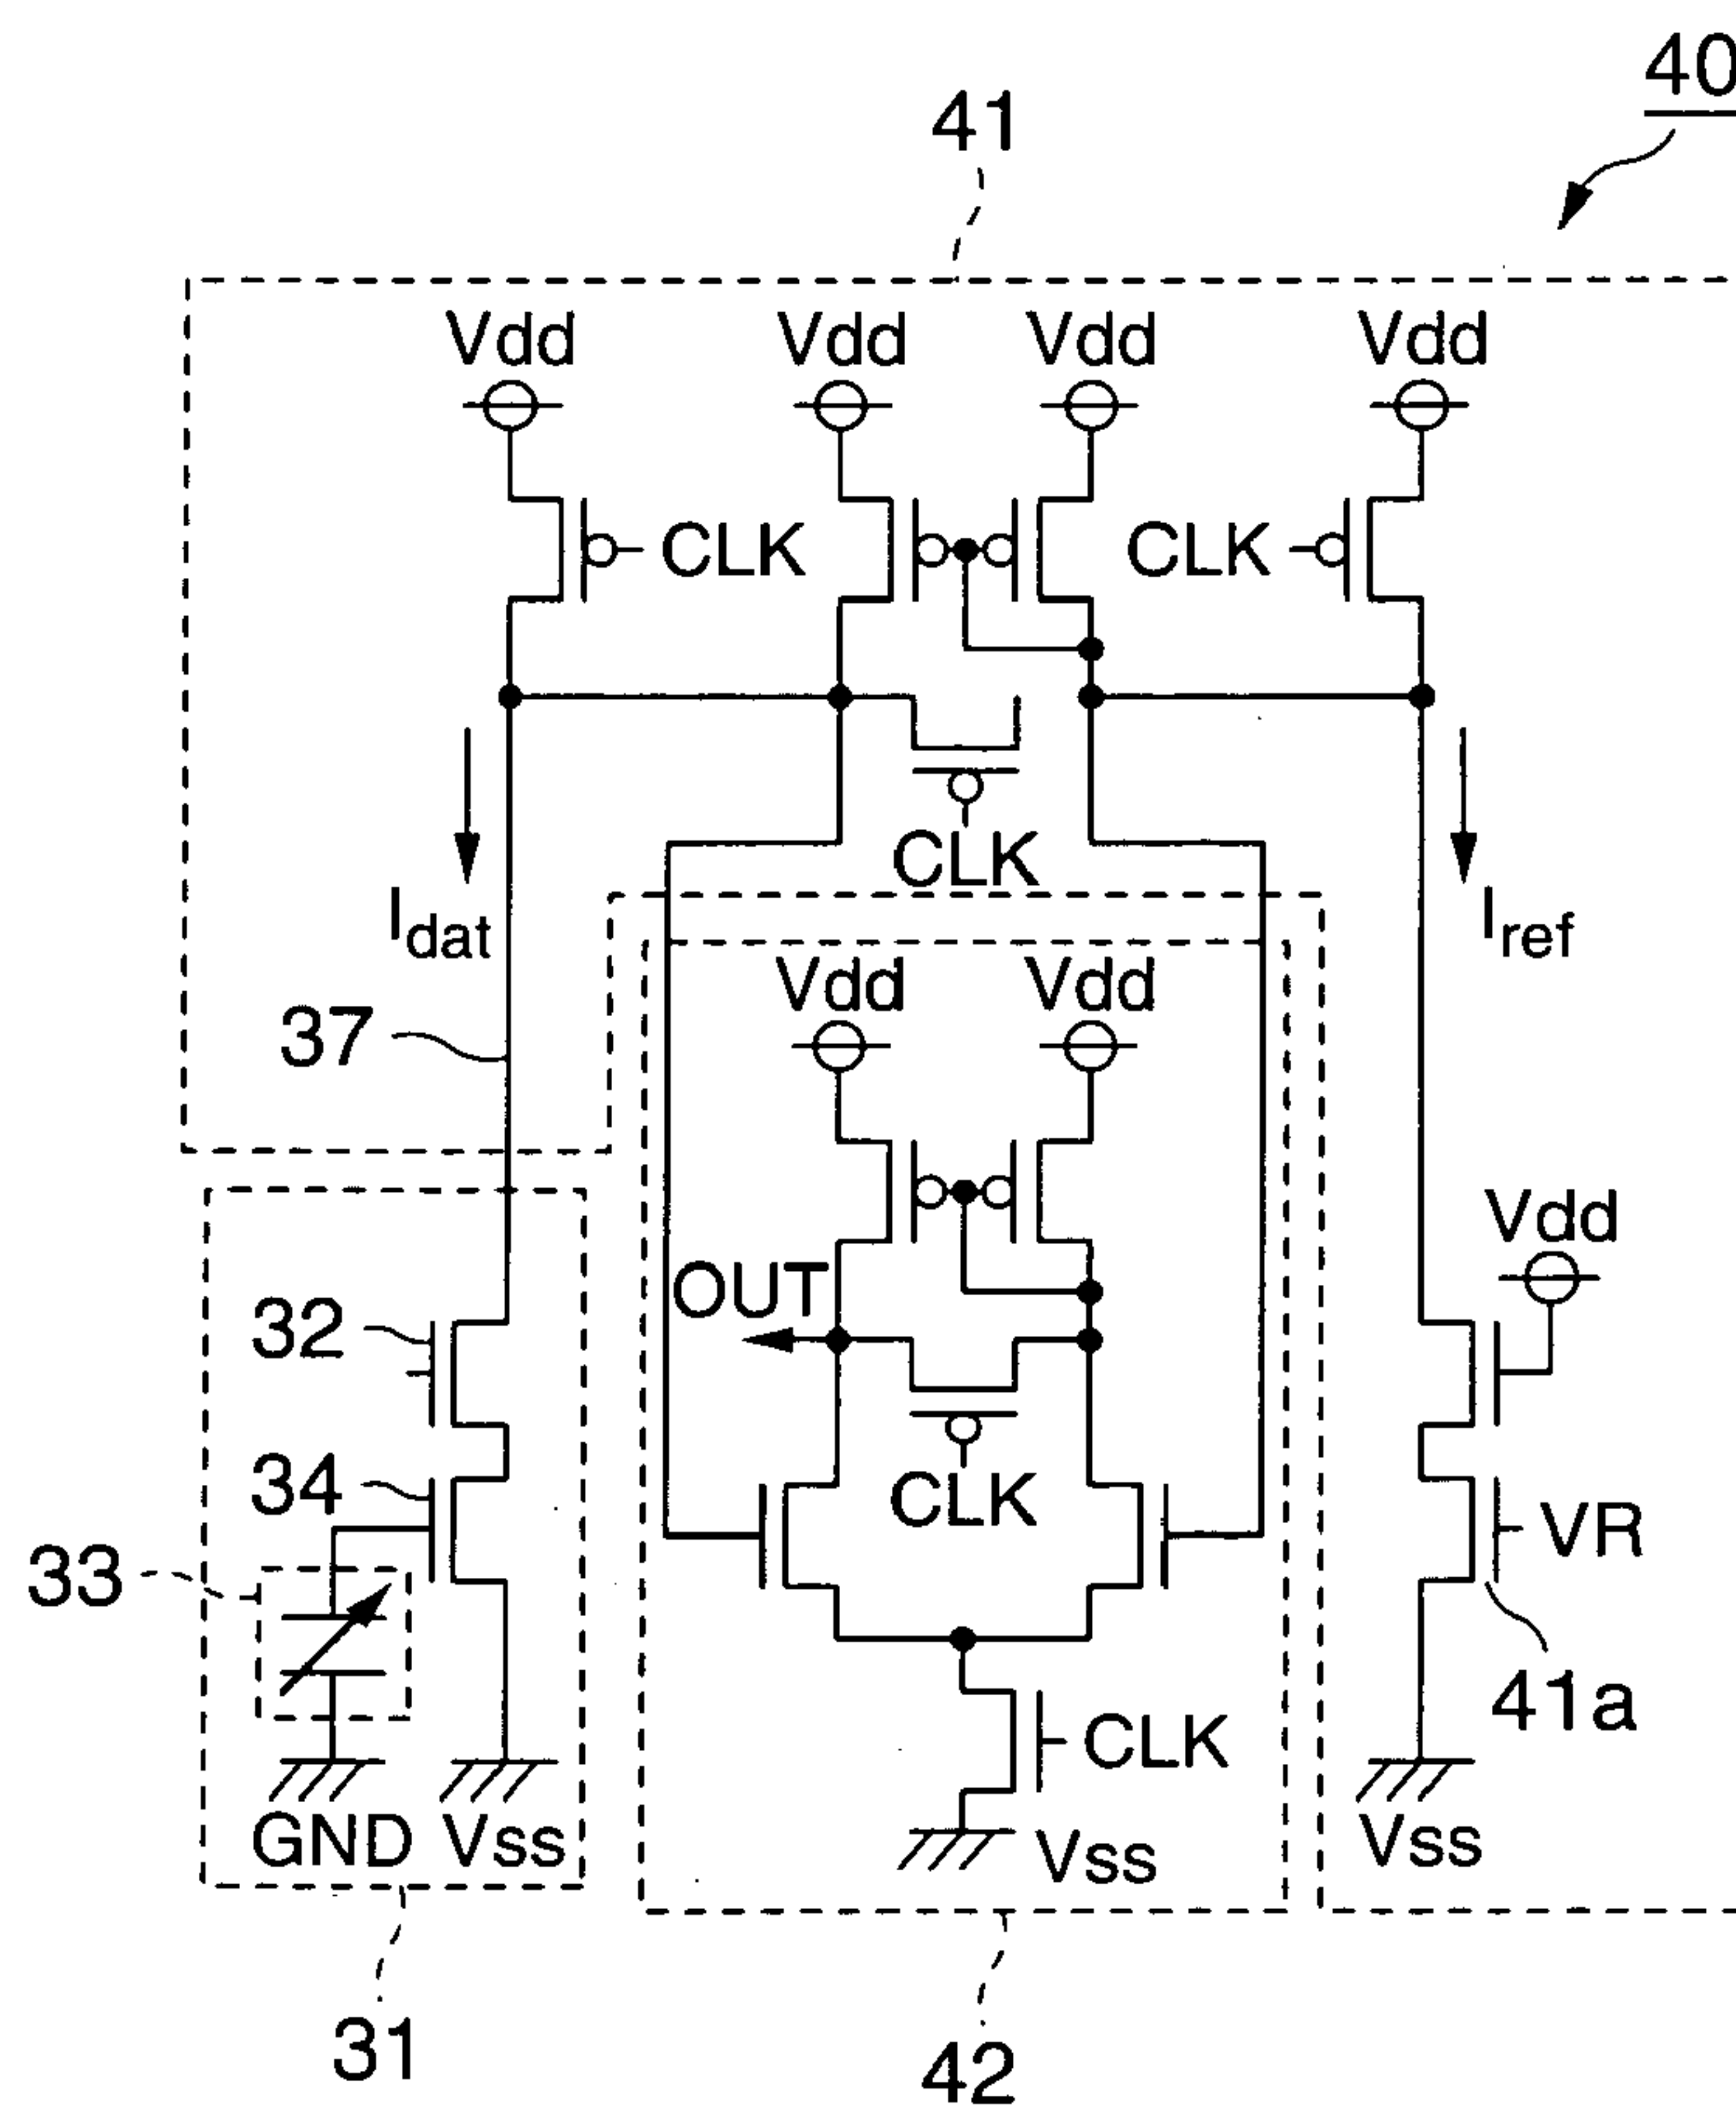 40
41
Vdd Vdd Vdd Vdd
CLK CLK
CLK
Idat Iref
37
Vdd Vdd
Vdd
OUT
32
34
CLK
VR
33
41a
CLK
GND Vss Vss Vss
31
42